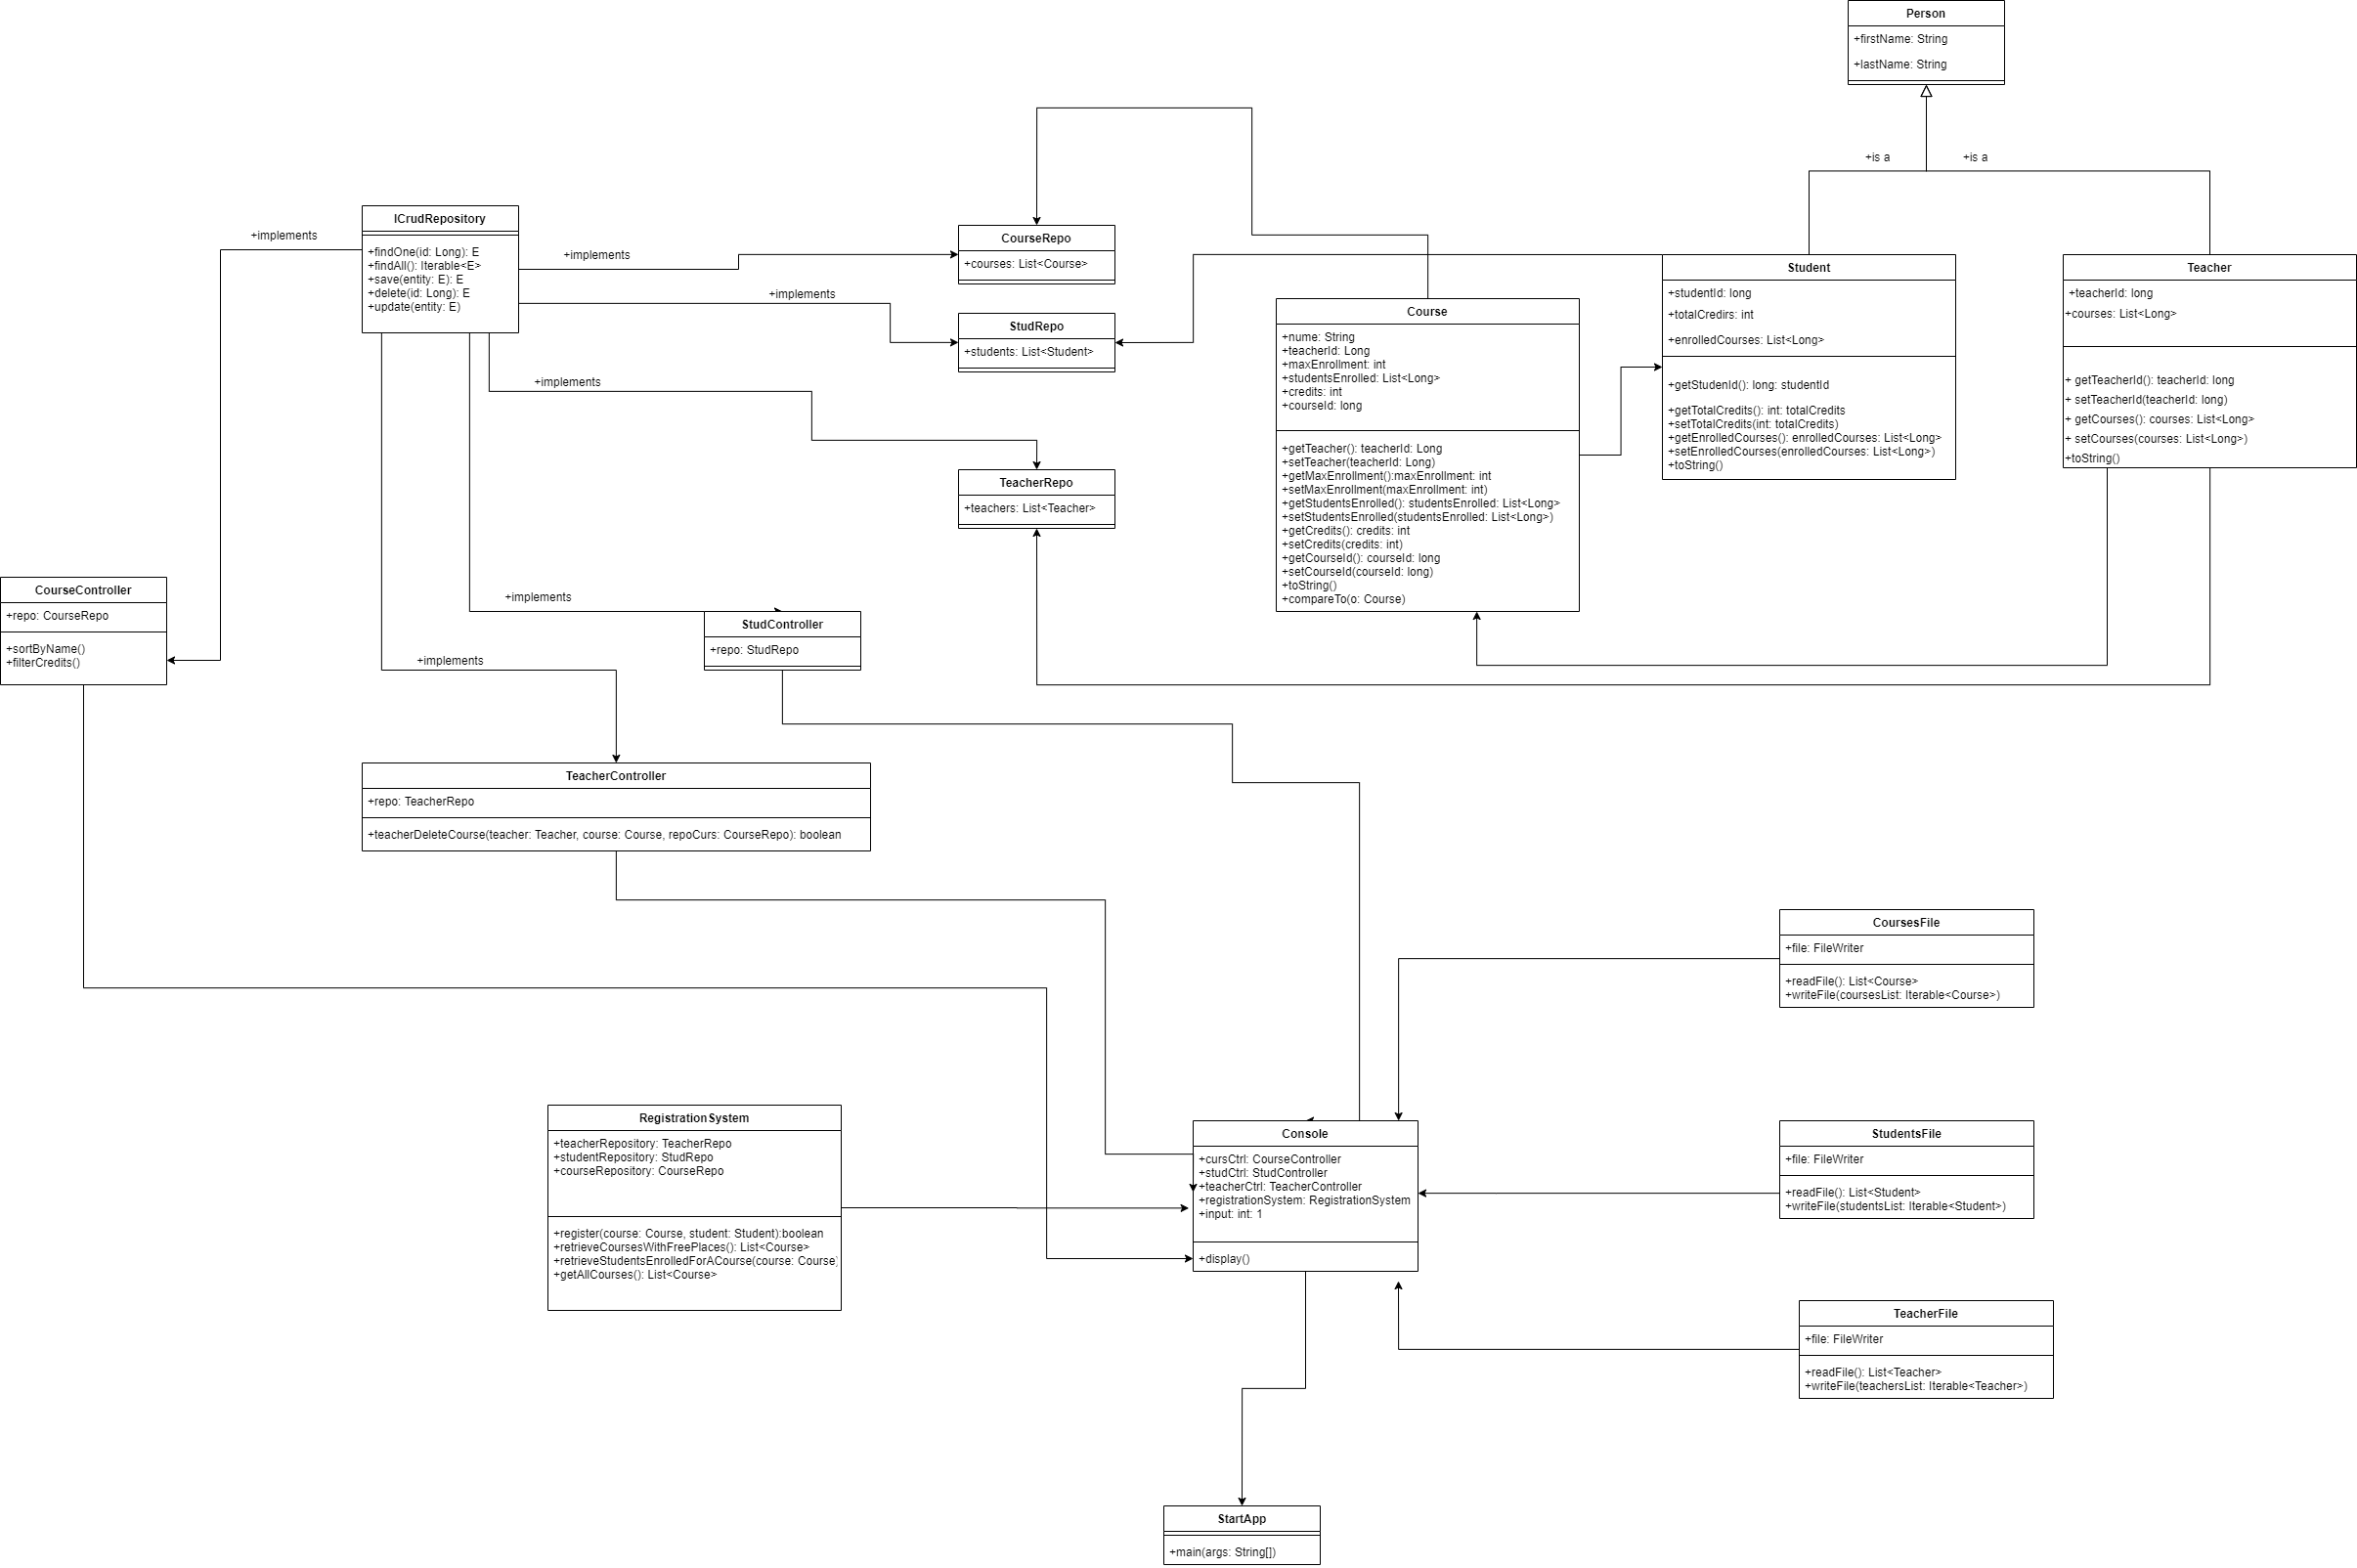 Person
+firstName: String
+lastName: String
+is a
+is a
ICrudRepository
+findOne(id: Long): E
+findAll(): Iterable<E>
+save(entity: E): E
+delete(id: Long): E
+update(entity: E)
+implements
+implements
+implements
+implements
+implements
+implements
CourseRepo
+courses: List<Course>
StudRepo
+students: List<Student>
TeacherRepo
+teachers: List<Teacher>
Course
+nume: String
+teacherId: Long
+maxEnrollment: int
+studentsEnrolled: List<Long>
+credits: int
+courseId: long
+getTeacher(): teacherId: Long
+setTeacher(teacherId: Long)
+getMaxEnrollment():maxEnrollment: int
+setMaxEnrollment(maxEnrollment: int)
+getStudentsEnrolled(): studentsEnrolled: List<Long>
+setStudentsEnrolled(studentsEnrolled: List<Long>)
+getCredits(): credits: int
+setCredits(credits: int)
+getCourseId(): courseId: long
+setCourseId(courseId: long)
+toString()
+compareTo(o: Course)
Student
+studentId: long
+totalCredirs: int
+enrolledCourses: List<Long>
+getStudenId(): long: studentId
+getTotalCredits(): int: totalCredits
+setTotalCredits(int: totalCredits)
+getEnrolledCourses(): enrolledCourses: List<Long>
+setEnrolledCourses(enrolledCourses: List<Long>)
+toString()
Teacher
+teacherId: long
+courses: List<Long>
+ getTeacherId(): teacherId: long
+ setTeacherId(teacherId: long)
+ getCourses(): courses: List<Long>
+ setCourses(courses: List<Long>)
+toString()
CourseController
+repo: CourseRepo
+sortByName()
+filterCredits()
StudController
+repo: StudRepo
TeacherController
+repo: TeacherRepo
+teacherDeleteCourse(teacher: Teacher, course: Course, repoCurs: CourseRepo): boolean
CoursesFile
+file: FileWriter
+readFile(): List<Course>
+writeFile(coursesList: Iterable<Course>)
RegistrationSystem
+teacherRepository: TeacherRepo
+studentRepository: StudRepo
+courseRepository: CourseRepo
+register(course: Course, student: Student):boolean
+retrieveCoursesWithFreePlaces(): List<Course>
+retrieveStudentsEnrolledForACourse(course: Course)
+getAllCourses(): List<Course>
Console
+cursCtrl: CourseController
+studCtrl: StudController
+teacherCtrl: TeacherController
+registrationSystem: RegistrationSystem
+input: int: 1
+display()
StudentsFile
+file: FileWriter
+readFile(): List<Student>
+writeFile(studentsList: Iterable<Student>)
TeacherFile
+file: FileWriter
+readFile(): List<Teacher>
+writeFile(teachersList: Iterable<Teacher>)
StartApp
+main(args: String[])